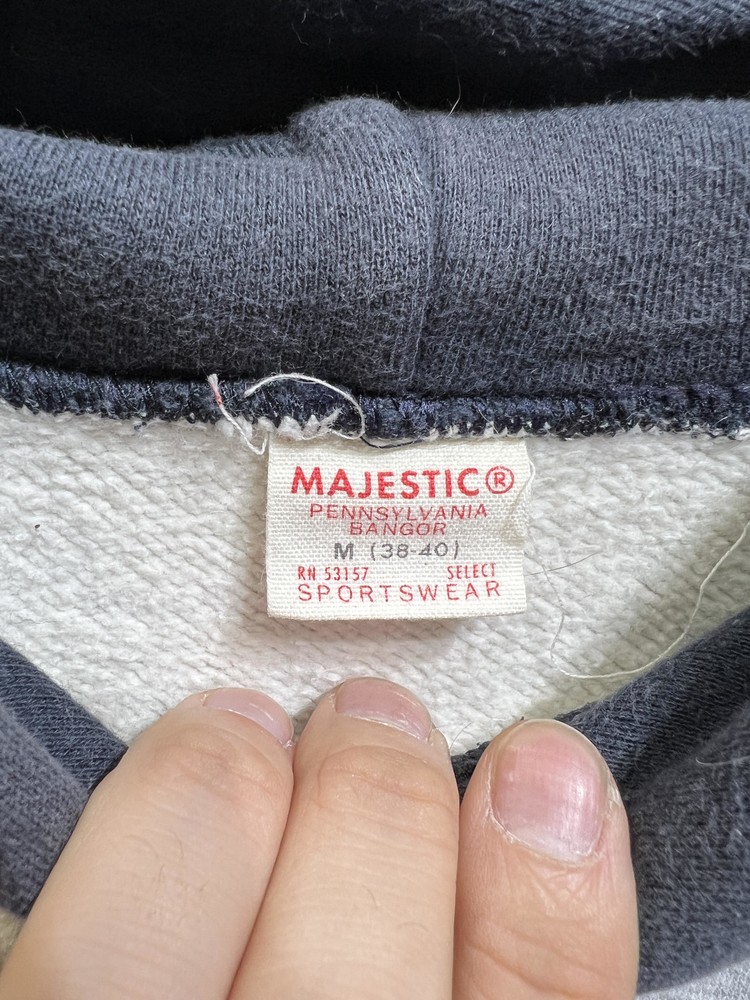 MAJESTIC®
PENNSYLVANIA
BANGOR
M (38-40)
RN 53157 SELECT
SPORTSWEAR